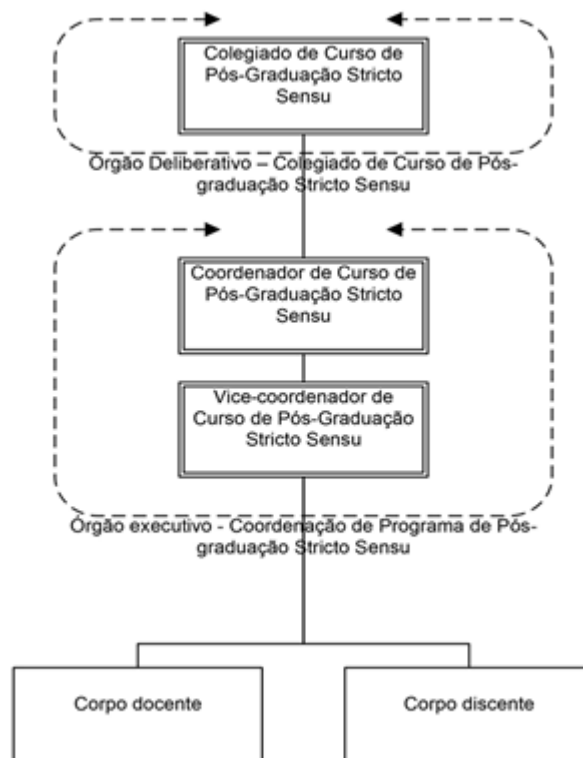 Colegiado de Curso de
Pós-Graduação Stricto
Sensu
Órgão Deliberativo – Colegiado de Curso de Pós-
graduação Stricto Sensu
Coordenador de Curso de
Pós-Graduação Stricto
Sensu
Vice-coordenador de
Curso de Pós-Graduação
Stricto Sensu
Órgão executivo - Coordenação de Programa de Pós-
graduação Stricto Sensu
Corpo docente
Corpo discente